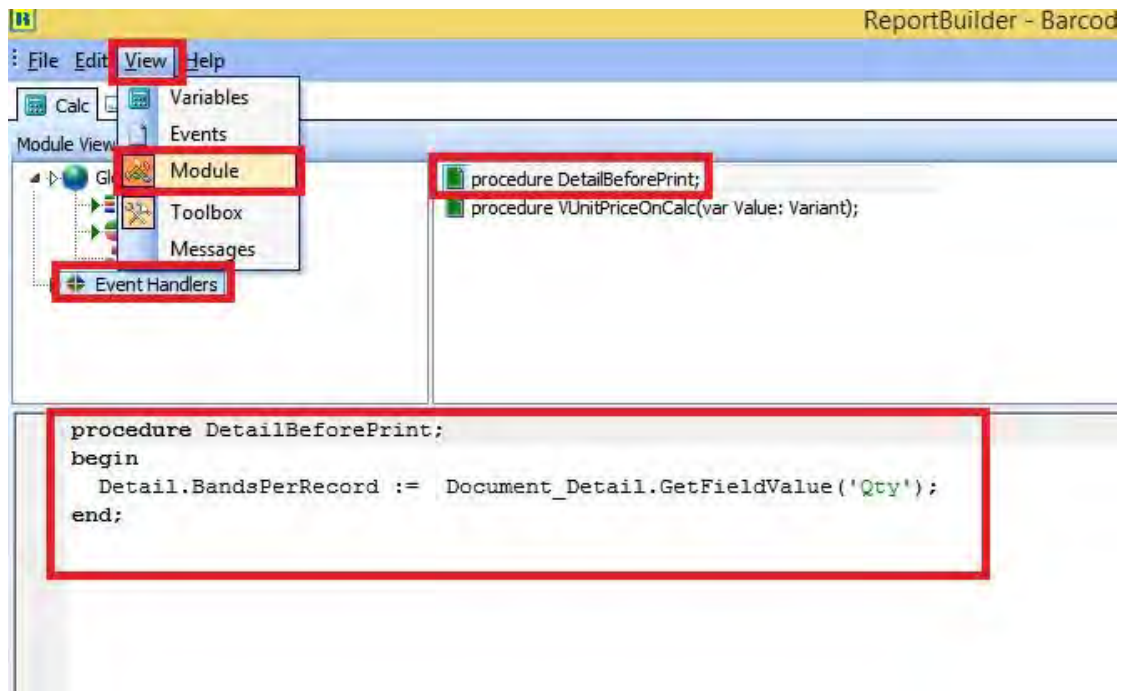 ReportBuilder - Barcod
File Edit View Help
Calc
Variables
Module View
Events
Module
procedure DetailBeforePrint;
Toolbox
procedure VUnitPriceOnCalc(var Value: Variant);
Messages
Event Handlers
procedure DetailBeforePrint;
begin
Detail.BandsPerRecord := Document_Detail.GetFieldValue('Qty');
end;